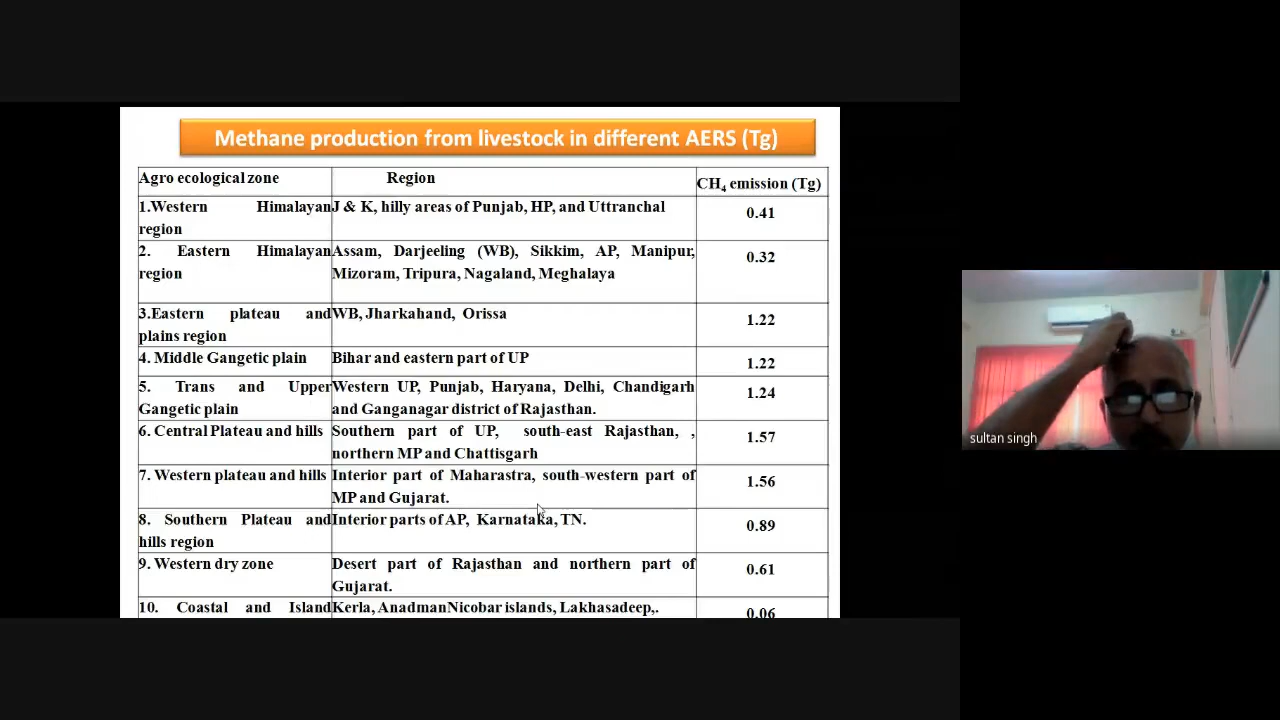 Methane production from livestock in different AERS (Tg)
Agro ecological zone Region CH₄ emission (Tg)
1.Western Himalayan J & K, hilly areas of Punjab, HP, and Uttranchal 0.41
region
2. Eastern Himalayan Assam, Darjeeling (WB), Sikkim, AP, Manipur, 0.32
region Mizoram, Tripura, Nagaland, Meghalaya
3.Eastern plateau and WB, Jharkahand, Orissa 1.22
plains region
4. Middle Gangetic plain Bihar and eastern part of UP 1.22
5. Trans and Upper Western UP, Punjab, Haryana, Delhi, Chandigarh 1.24
Gangetic plain and Ganganagar district of Rajasthan.
6. Central Plateau and hills Southern part of UP, south-east Rajasthan, , 1.57
northern MP and Chattisgarh
7. Western plateau and hills Interior part of Maharastra, south-western part of 1.56
MP and Gujarat.
8. Southern Plateau and Interior parts of AP, Karnataka, TN. 0.89
hills region
9. Western dry zone Desert part of Rajasthan and northern part of 0.61
Gujarat.
10. Coastal and Island Kerla, AnadmanNicobar islands, Lakhasadeep,. 0.06
sultan singh